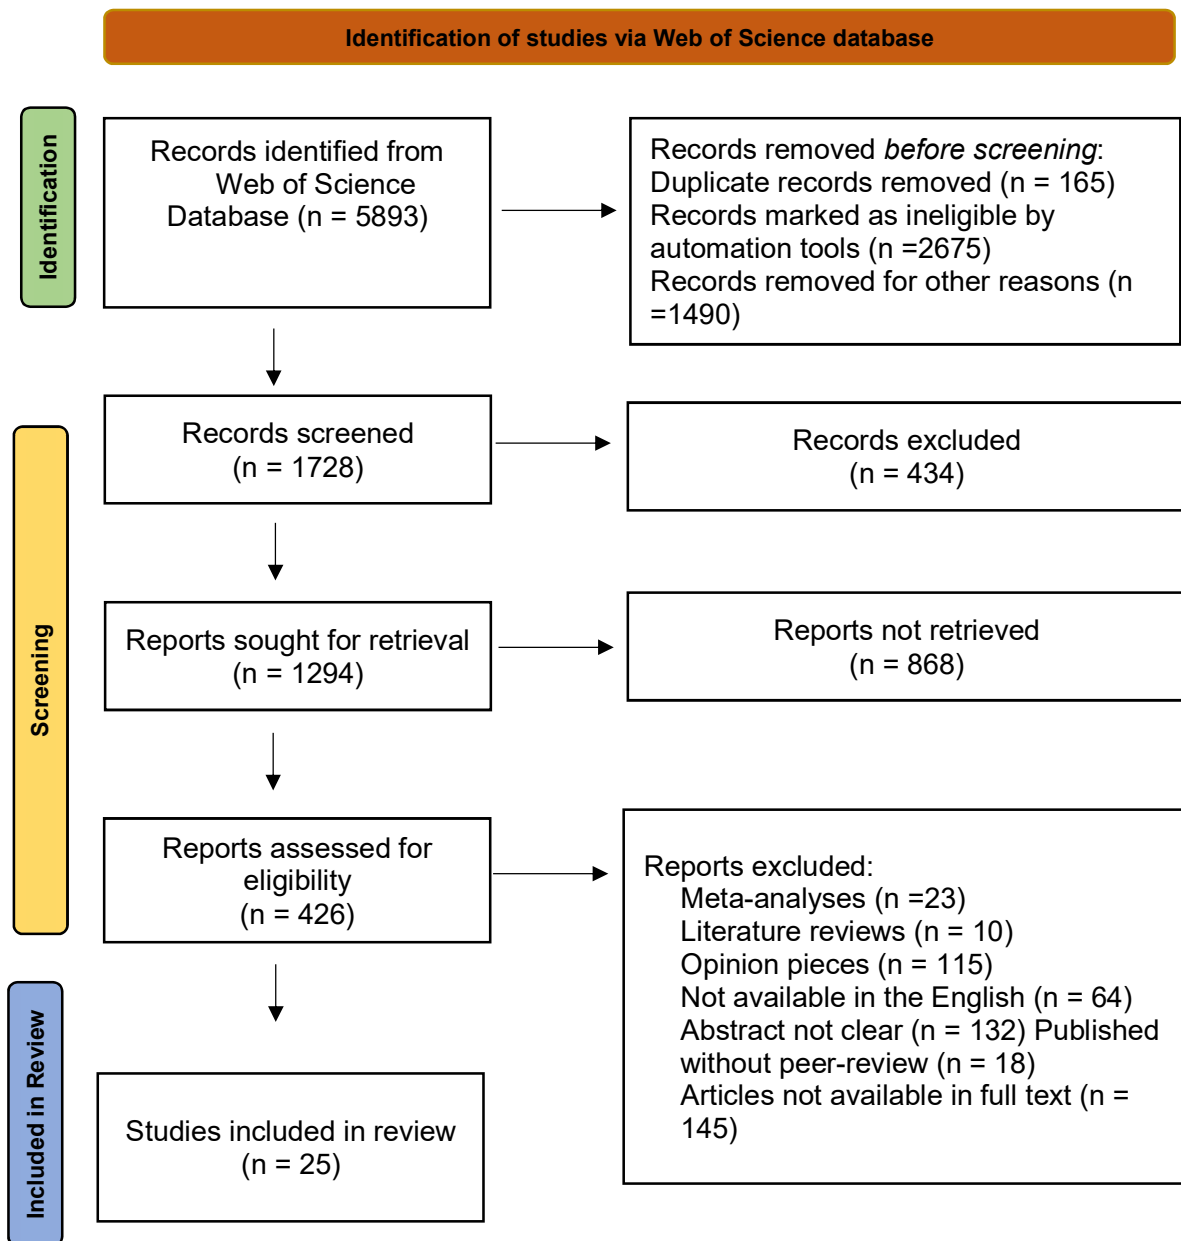 Identification of studies via Web of Science database
Identification
Records identified from
Web of Science
Database (n = 5893)
Records removed before screening:
Duplicate records removed (n = 165)
Records marked as ineligible by
automation tools (n =2675)
Records removed for other reasons (n
=1490)
Screening
Records screened
(n = 1728)
Records excluded
(n = 434)
Reports sought for retrieval
(n = 1294)
Reports not retrieved
(n = 868)
Reports assessed for
eligibility
(n = 426)
Reports excluded:
Meta-analyses (n =23)
Literature reviews (n = 10)
Opinion pieces (n = 115)
Not available in the English (n = 64)
Abstract not clear (n = 132) Published
without peer-review (n = 18)
Articles not available in full text (n =
145)
Included in Review
Studies included in review
(n = 25)